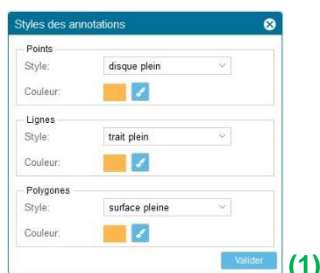 Styles des annotations
Points
Style: disque plein
Couleur:
Lignes
Style: trait plein
Couleur:
Polygones
Style: surface pleine
Couleur:
Valider
(1)